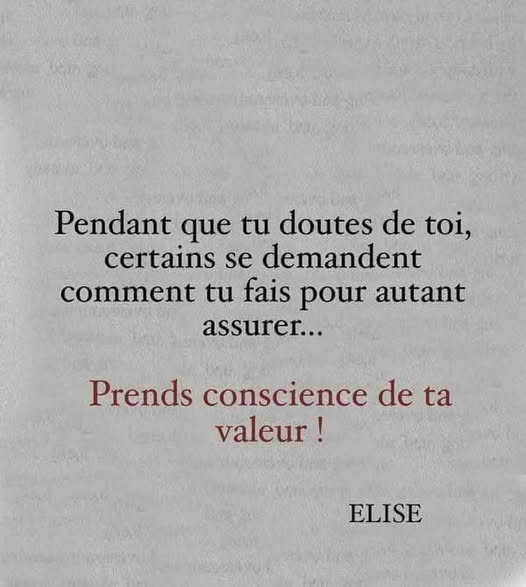 Pendant que tu doutes de toi,
certains se demandent
comment tu fais pour autant
assurer...
Prends conscience de ta
valeur !
ELISE